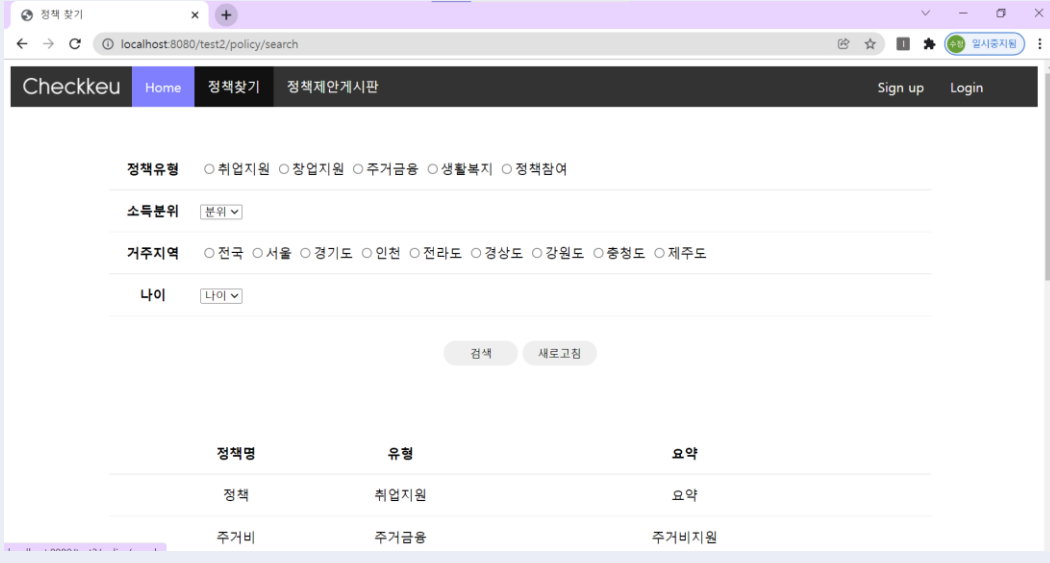 정책 찾기
localhost:8080/test2/policy/search
수정 일시중지됨
Checkkeu Home 정책찾기 정책제안게시판 Sign up Login
정책유형 취업지원 창업지원 주거금융 생활복지 정책참여
소득분위 분위
거주지역 전국 서울 경기도 인천 전라도 경상도 강원도 충청도 제주도
나이 나이
검색 새로고침
정책명 유형 요약
정책 취업지원 요약
주거비 주거금융 주거비지원